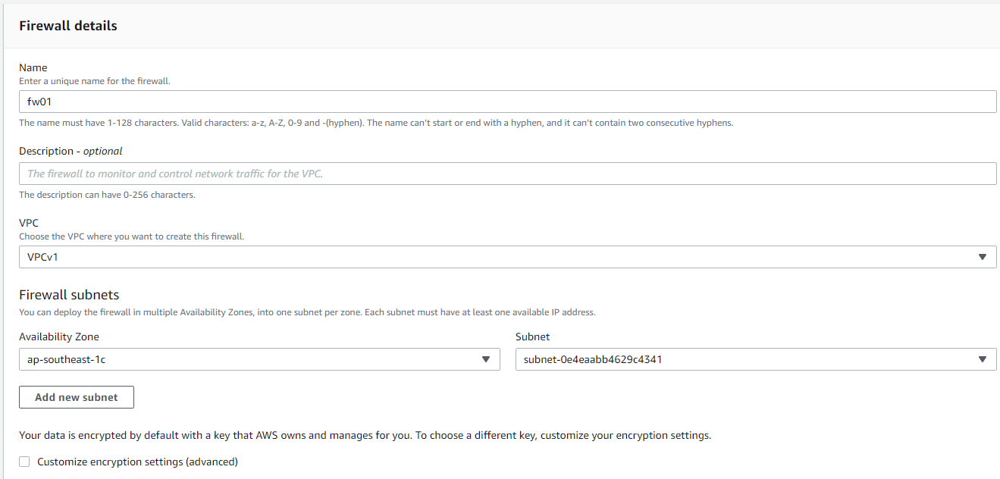 Firewall details
Name
Enter a unique name for the firewall.
fw01
The name must have 1-128 characters. Valid characters: a-z, A-Z, 0-9 and -(hyphen). The name can't start or end with a hyphen, and it can't contain two consecutive hyphens.
Description - optional
The firewall to monitor and control network traffic for the VPC.
The description can have 0-256 characters.
VPC
Choose the VPC where you want to create this firewall.
VPCv1
Firewall subnets
You can deploy the firewall in multiple Availability Zones, into one subnet per zone. Each subnet must have at least one available IP address.
Availability Zone
Subnet
ap-southeast-1c
subnet-0e4eaabb4629c4341
Add new subnet
Your data is encrypted by default with a key that AWS owns and manages for you. To choose a different key, customize your encryption settings.
Customize encryption settings (advanced)